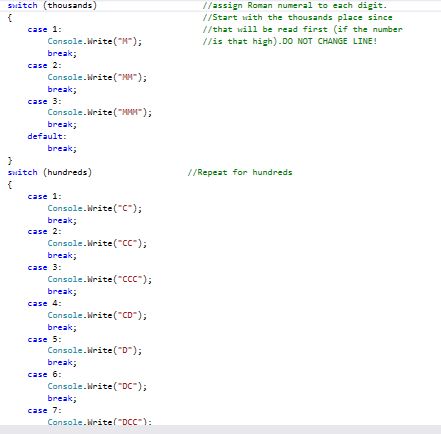 switch (thousands) //assign Roman numeral to each digit.
{ //Start with the thousands place since
case 1: //that will be read first (if the number
Console.Write("M"); //is that high).DO NOT CHANGE LINE!
break;
case 2:
Console.Write("MM");
break;
case 3:
Console.Write("MMM");
break;
default:
break;
}
switch (hundreds) //Repeat for hundreds
{
case 1:
Console.Write("C");
break;
case 2:
Console.Write("CC");
break;
case 3:
Console.Write("CCC");
break;
case 4:
Console.Write("CD");
break;
case 5:
Console.Write("D");
break;
case 6:
Console.Write("DC");
break;
case 7:
Console.Write("DCC");